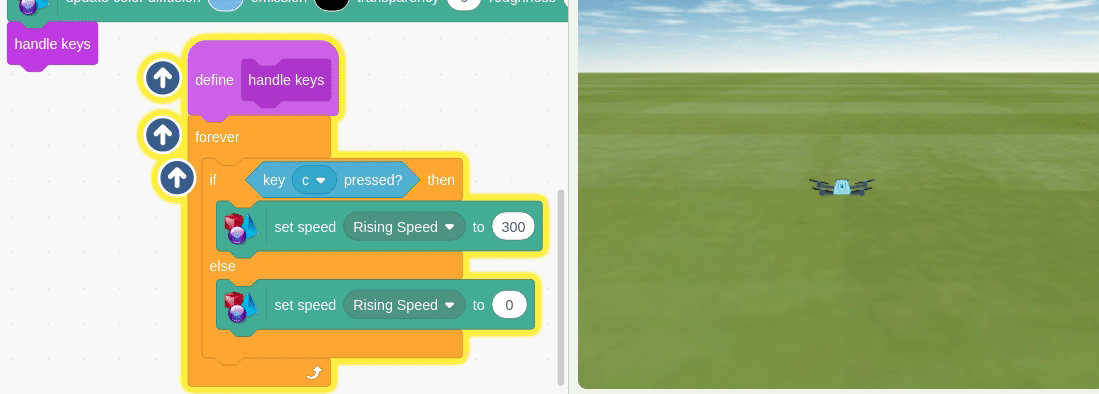 update color diffusion emission transparency 0 roughness
handle keys
define handle keys
forever
if key c pressed? then
set speed Rising Speed to 300
else
set speed Rising Speed to 0